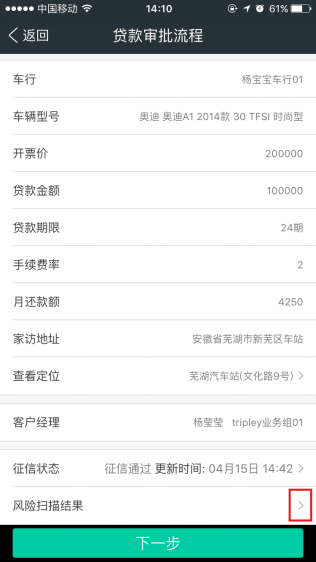 中国移动 14:10 61%
返回 贷款审批流程
车行 杨宝宝车行01
车辆型号 奥迪 奥迪A1 2014款 30 TFSI 时尚型
开票价 200000
贷款金额 100000
贷款期限 24期
手续费率 2
月还款额 4250
家访地址 安徽省芜湖市新芜区车站
查看定位 芜湖汽车站(文化路9号)
客户经理 杨莹莹 tripley业务组01
征信状态 征信通过 更新时间: 04月15日 14:42
风险扫描结果
下一步